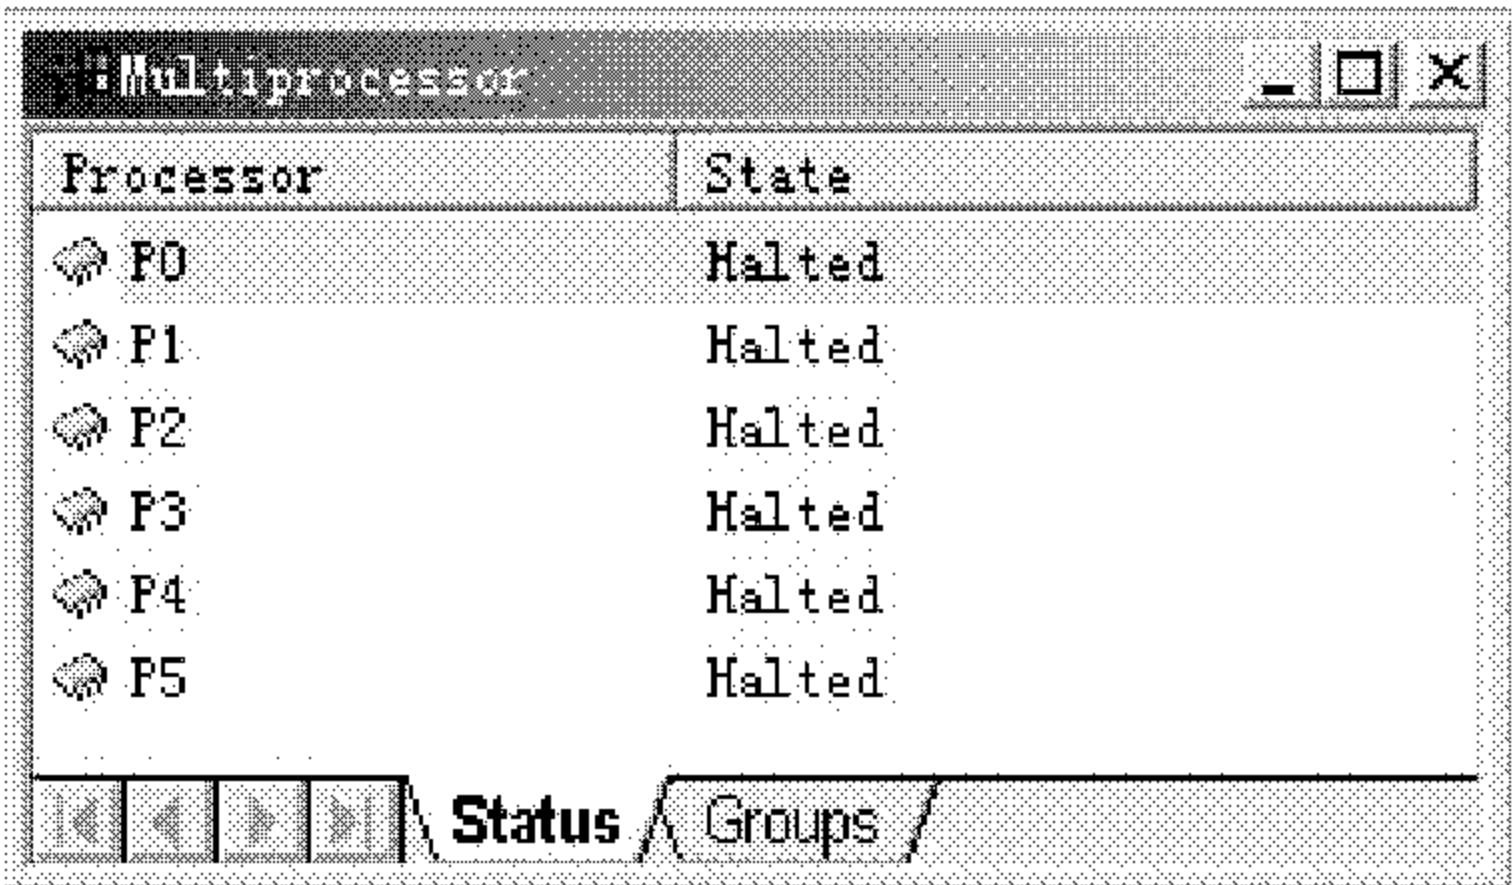 Multiprocessor
Processor State
P0 Halted
P1 Halted
P2 Halted
P3 Halted
P4 Halted
P5 Halted
Status Groups